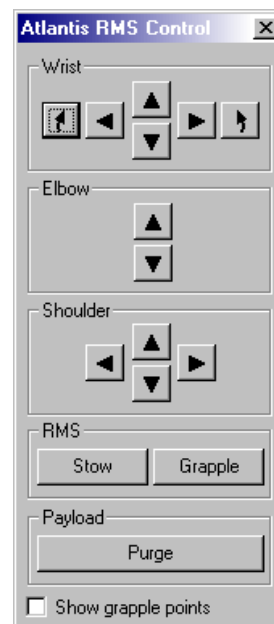 Atlantis RMS Control
Wrist
Elbow
Shoulder
RMS
Stow Grapple
Payload
Purge
Show grapple points